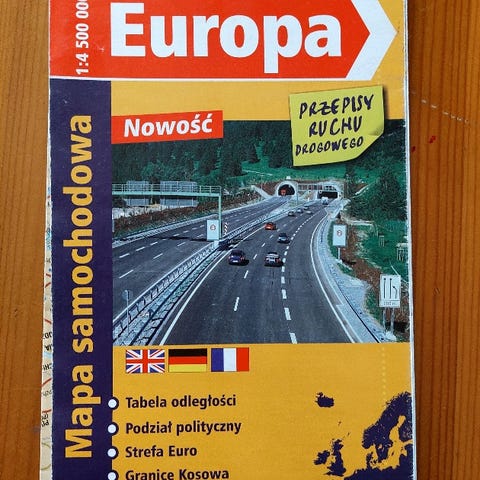 1:4 500 000
Europa
Nowość
PRZEPISY
RUCHU
DROGOWEGO
Mapa samochodowa
Tabela odległości
Podział polityczny
Strefa Euro
Granice Kosowa